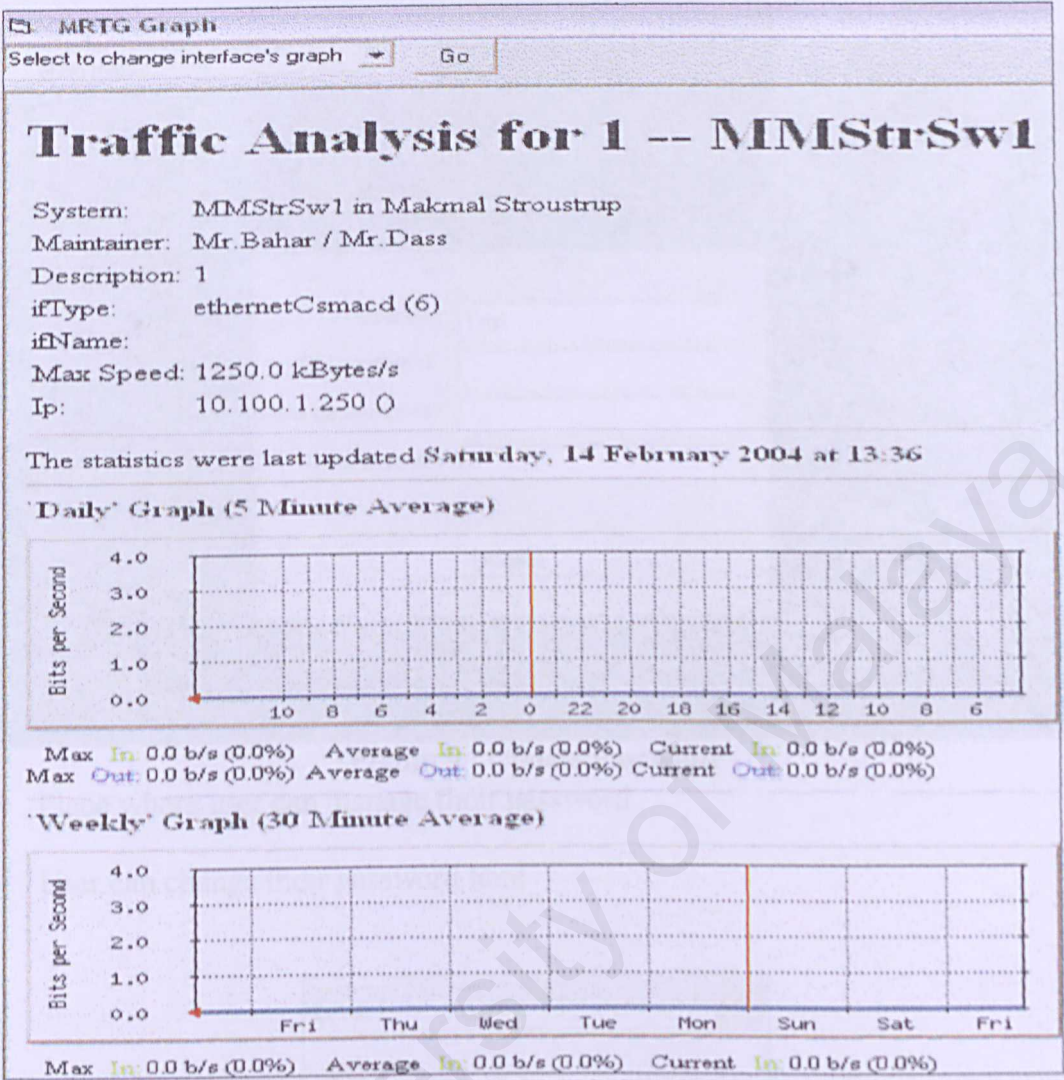 MRTG Graph
Select to change interface's graph Go
Traffic Analysis for 1 -- MMStrSw1
System: MMStrSw1 in Makmal Stroustrup
Maintainer: Mr.Bahar / Mr.Dass
Description: 1
ifType: ethernetCsmacd (6)
ifName:
Max Speed: 1250.0 kBytes/s
Ip: 10.100.1.250 ()
The statistics were last updated Saturday, 14 February 2004 at 13:36
`Daily' Graph (5 Minute Average)
Bits per Second
4.0
3.0
2.0
1.0
0.0
10 8 6 4 2 0 22 20 18 16 14 12 10 8 6
Max In: 0.0 b/s (0.0%) Average In: 0.0 b/s (0.0%) Current In: 0.0 b/s (0.0%)
Max Out: 0.0 b/s (0.0%) Average Out: 0.0 b/s (0.0%) Current Out: 0.0 b/s (0.0%)
`Weekly' Graph (30 Minute Average)
Bits per Second
4.0
3.0
2.0
1.0
0.0
Fri Thu Wed Tue Mon Sun Sat Fri
Max In: 0.0 b/s (0.0%) Average In: 0.0 b/s (0.0%) Current In: 0.0 b/s (0.0%)
University of Malaya